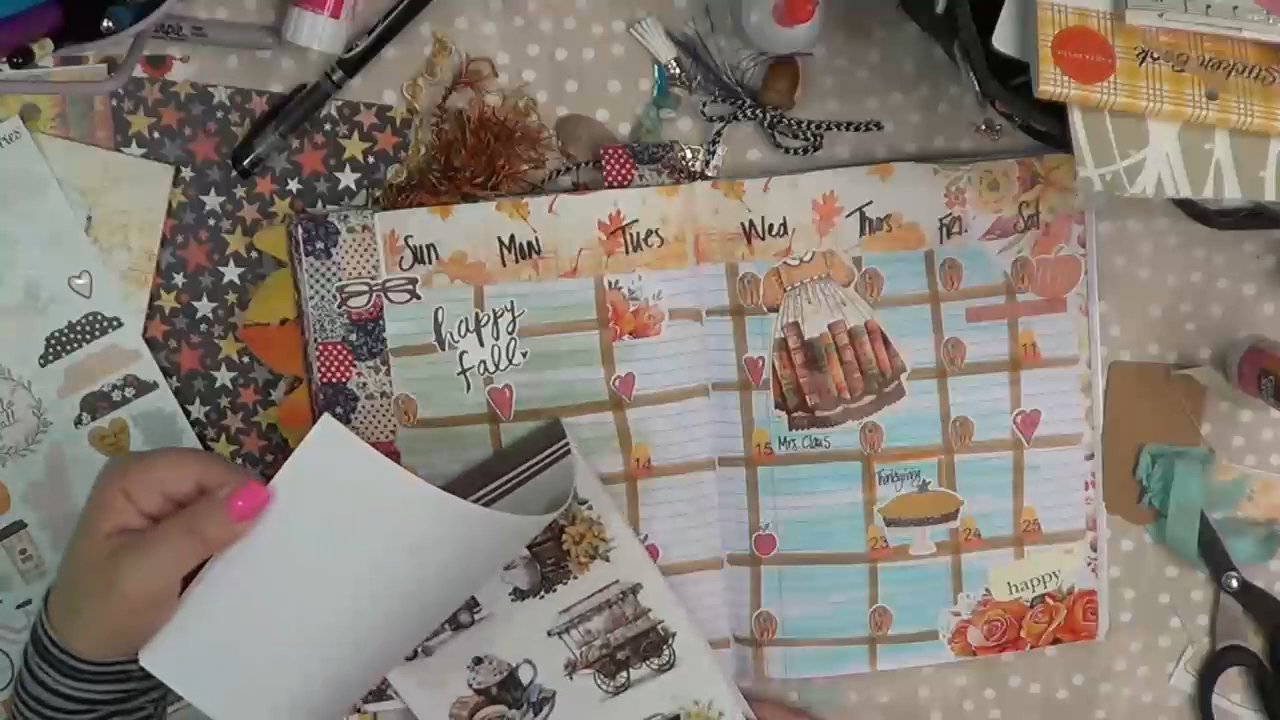 Sticker Book
Sun Mon Tues Wed Thurs Fri. Sat.
happy
fall
11
14
15 Mrs. Claus
Thanksgiving
23
24
25
happy